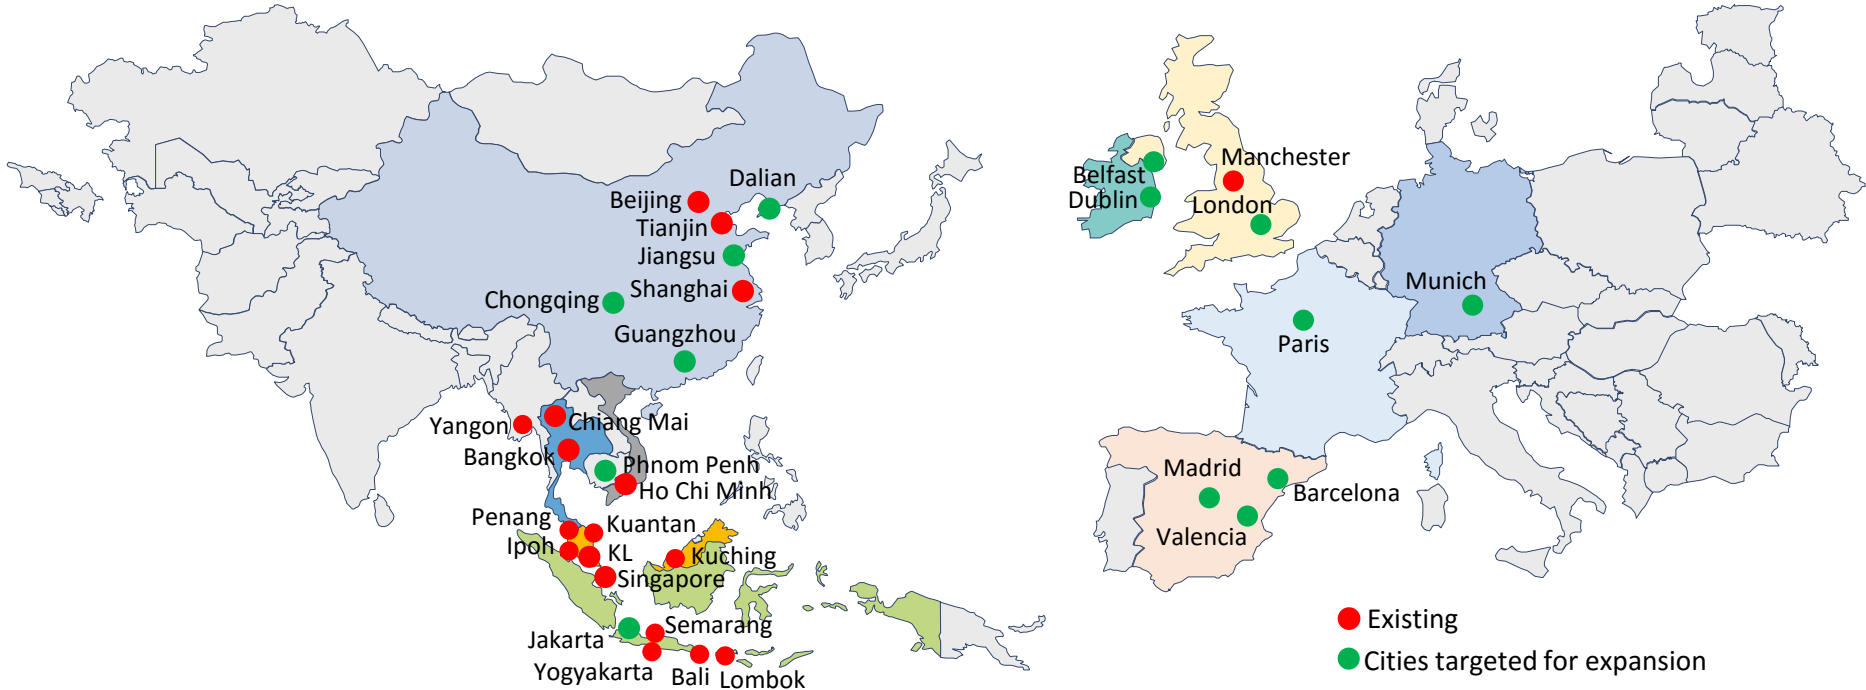 Dalian
Beijing
Tianjin
Jiangsu
Shanghai
Chongqing
Guangzhou
Yangon
Chiang Mai
Bangkok
Phnom Penh
Ho Chi Minh
Penang
Kuantan
Ipoh
KL
Kuching
Singapore
Semarang
Jakarta
Yogyakarta
Bali
Lombok
Manchester
Belfast
Dublin
London
Munich
Paris
Madrid
Barcelona
Valencia
Existing
Cities targeted for expansion